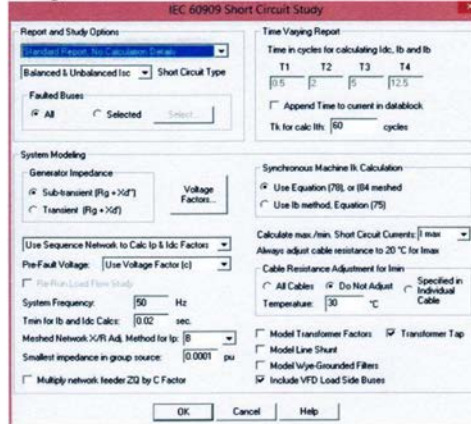 IEC 60909 Short Circuit Study
Report and Study Options
Standard Report, No Calculation Details
Balanced & Unbalanced Isc
Short Circuit Type
Faulted Buses
All
Selected
Select...
Time Varying Report
Time in cycles for calculating Idc, Ib and Ib
T1 T2 T3 T4
0.5 2 5 12.5
Append Time to current in datablock
Tk for calc Ith: 60 cycles
System Modeling
Generator Impedance
Sub-transient (Rg + Xd")
Transient (Rg + Xd')
Voltage
Factors...
Use Sequence Network to Calc Ip & Idc Factors
Pre-Fault Voltage: Use Voltage Factor (c)
Re-Run Load Flow Study
System Frequency: 50 Hz
Tmin for Ib and Idc Calcs: 0.02 sec.
Meshed Network X/R Adj. Method for Ip: B
Smallest impedance in group source: 0.0001 pu
Multiply network feeder ZQ by C Factor
Synchronous Machine Ik Calculation
Use Equation (78), or (84 meshed
Use Ib method, Equation (75)
Calculate max./min. Short Circuit Currents: I max
Always adjust cable resistance to 20 °C for Imax
Cable Resistance Adjustment for Imin
All Cables
Do Not Adjust
Specified in
Individual
Cable
Temperature: 30 °C
Model Transformer Factors
Transformer Tap
Model Line Shunt
Model Wye-Grounded Filters
Include VFD Load Side Buses
OK Cancel Help